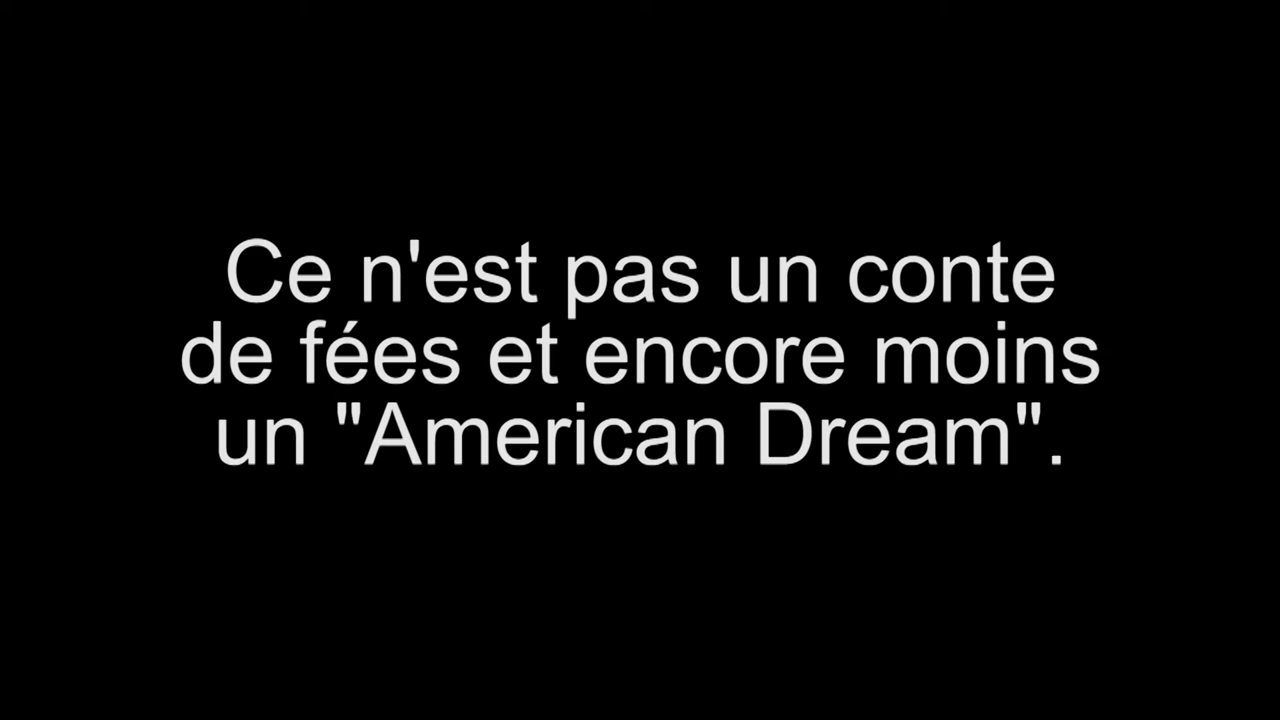 Ce n'est pas un conte
de fées et encore moins
un "American Dream".